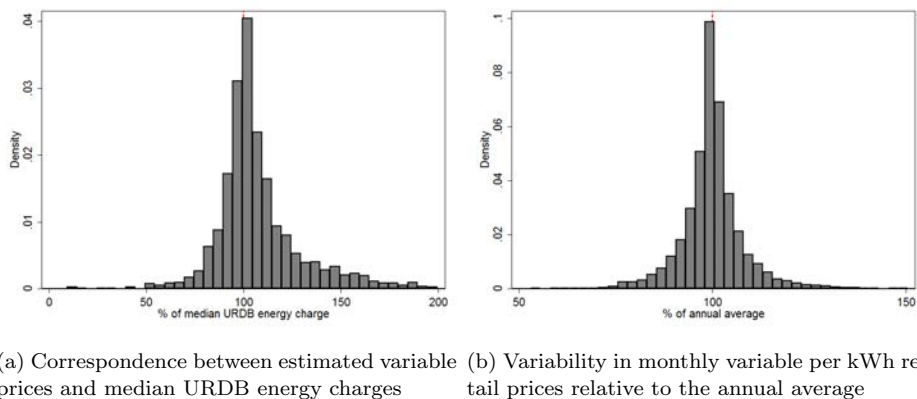 .04
.03
.02
.01
0
Density
0 50 100 150 200
% of median URDB energy charge
.1
.08
.06
.04
.02
0
Density
50 100 150
% of annual average
(a) Correspondence between estimated variable
prices and median URDB energy charges
(b) Variability in monthly variable per kWh re
tail prices relative to the annual average